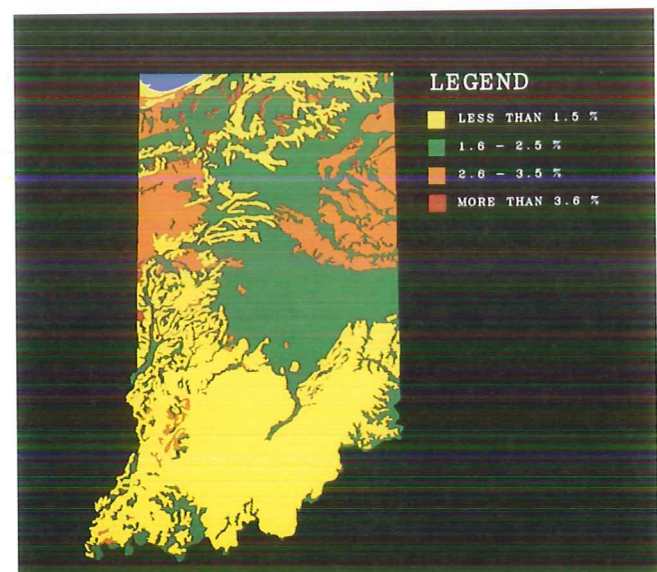 LEGEND
LESS THAN 1.5 %
1.6 - 2.5 %
2.6 - 3.5 %
MORE THAN 3.6 %